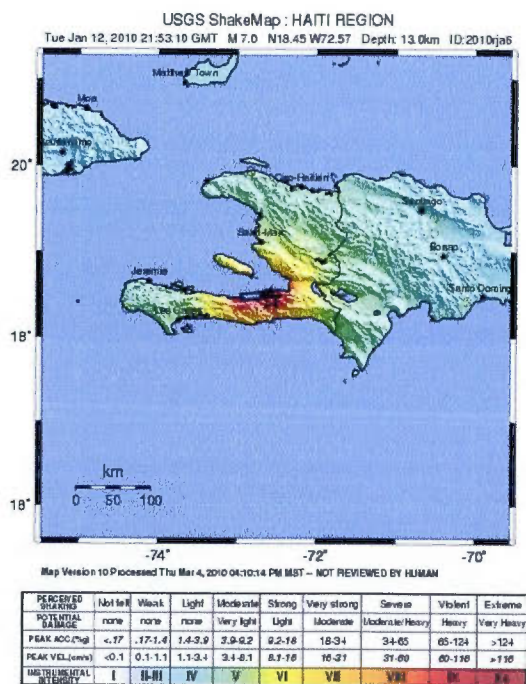 USGS ShakeMap : HAITI REGION
Tue Jan 12, 2010 21:53:10 GMT M 7.0 N18.45 W72.57 Depth: 13.0km ID:2010rja6
Town
Moa
20°
Santiago
Bonao
Jeremie
Santo Doming
18°
km
0 50 100
18°
-74° -72° -70°
Map Version 10 Processed Thu Mar 4, 2010 04:10:14 PM MST -- NOT REVIEWED BY HUMAN
PERCEIVED SHAKING Not felt Weak Light Moderate Strong Very strong Severe Violent Extreme
POTENTIAL DAMAGE none none none Very light Light Moderate Moderate/Heavy Heavy Very Heavy
PEAK ACC.(%g) <.17 .17-1.4 1.4-3.9 3.9-9.2 9.2-18 18-34 34-65 65-124 >124
PEAK VEL.(cm/s) <0.1 0.1-1.1 1.1-3.4 3.4-8.1 8.1-16 16-31 31-60 60-116 >116
INSTRUMENTAL INTENSITY I II-III IV V VI VII VIII IX X+